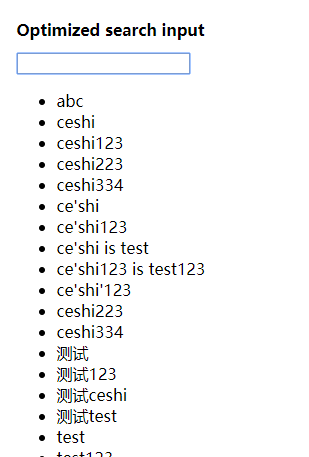 Optimized search input
abc
ceshi
ceshi123
ceshi223
ceshi334
ce'shi
ce'shi123
ce'shi is test
ce'shi123 is test123
ce'shi'123
ceshi223
ceshi334
测试
测试123
测试ceshi
测试test
test
test123